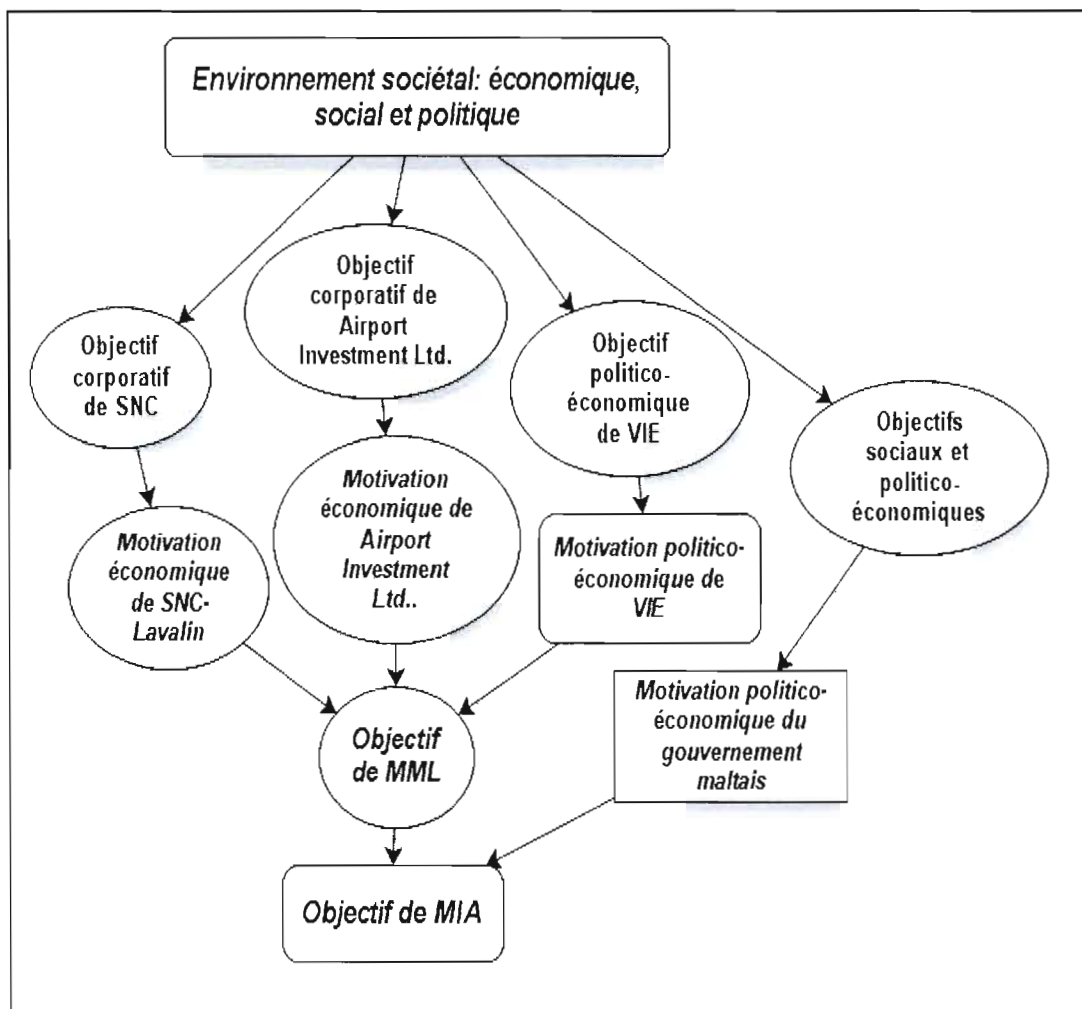 Environnement sociétal: économique,
social et politique
Objectif
corporatif
de SNC
Objectif
corporatif de
Airport
Investment Ltd.
Objectif
politico-
économique
de VIE
Objectifs
sociaux et
politico-
économiques
Motivation
économique
de SNC-
Lavalin
Motivation
économique de
Airport
Investment
Ltd..
Motivation politico-
économique de
VIE
Motivation politico-
économique du
gouvernement
maltais
Objectif
de MML
Objectif de MIA